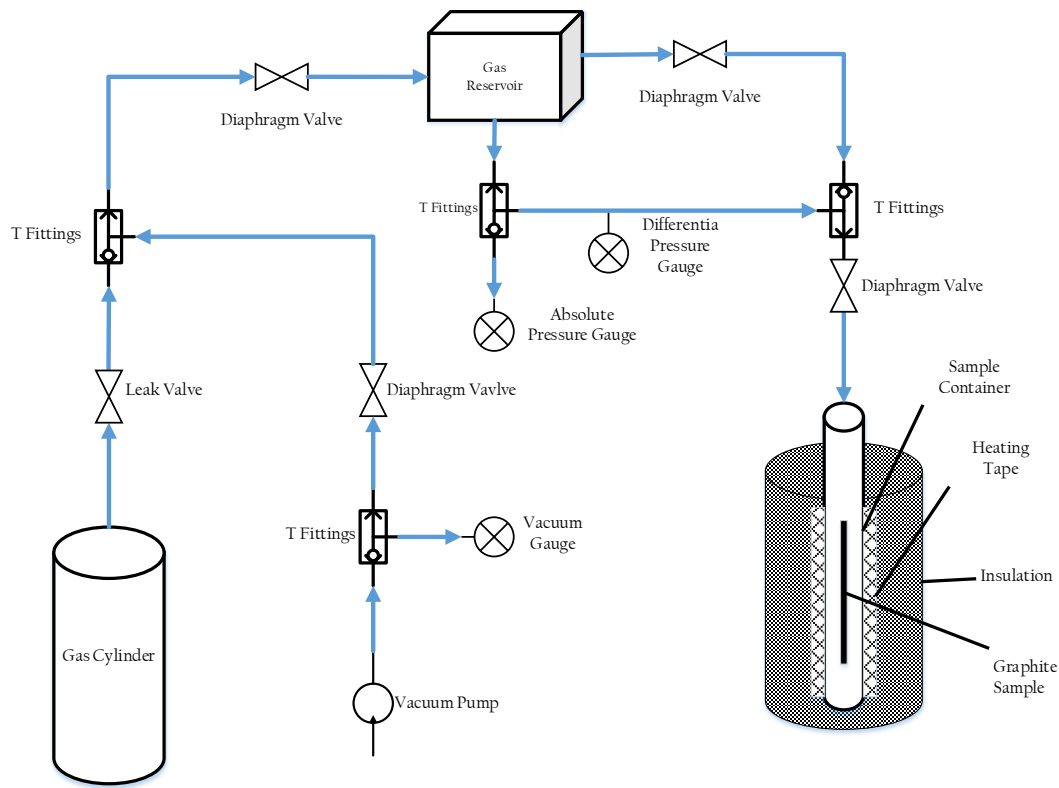 Gas
Reservoir
Diaphragm Valve
Diaphragm Valve
T Fittings
T Fittings
T Fittings
Differentia
Pressure
Gauge
Diaphragm Valve
Absolute
Pressure Gauge
Leak Valve
Diaphragm Vavlve
Sample
Container
Heating
Tape
T Fittings
Vacuum
Gauge
Insulation
Gas Cylinder
Graphite
Sample
Vacuum Pump